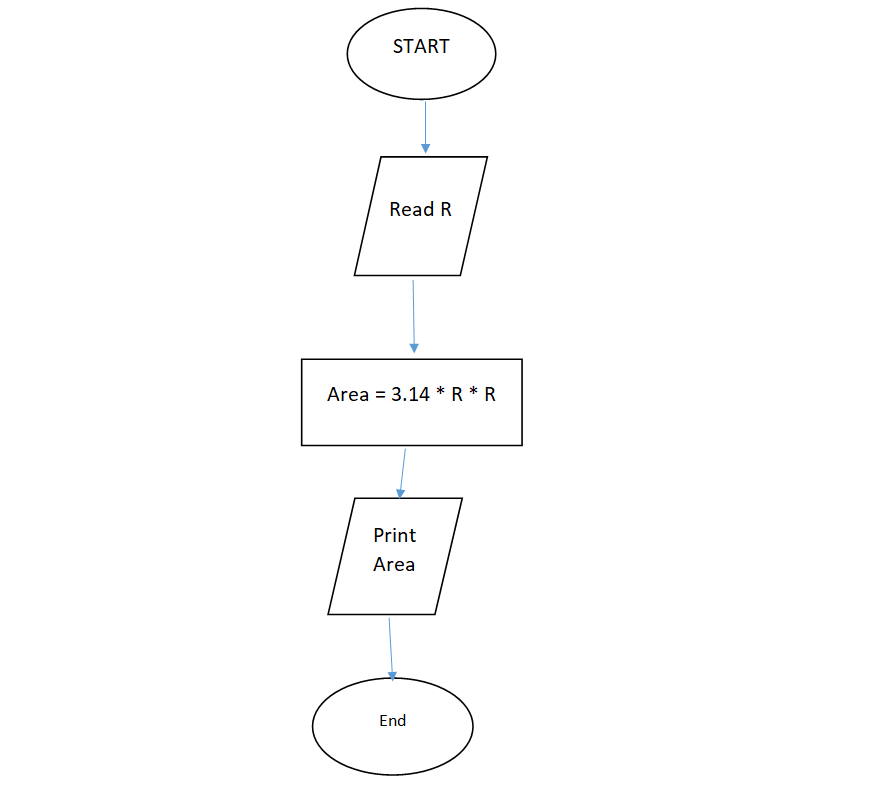 START
Read R
Area = 3.14 * R * R
Print
Area
End